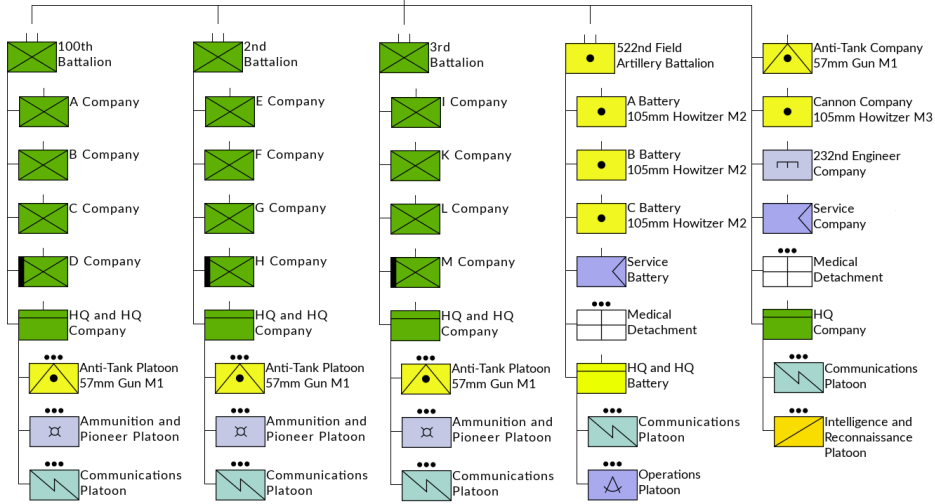 100th
Battalion
A Company
B Company
C Company
D Company
HQ and HQ
Company
Anti-Tank Platoon
57mm Gun M1
Ammunition and
Pioneer Platoon
Communications
Platoon
2nd
Battalion
E Company
F Company
G Company
H Company
HQ and HQ
Company
Anti-Tank Platoon
57mm Gun M1
Ammunition and
Pioneer Platoon
Communications
Platoon
3rd
Battalion
I Company
K Company
L Company
M Company
HQ and HQ
Company
Anti-Tank Platoon
57mm Gun M1
Ammunition and
Pioneer Platoon
Communications
Platoon
522nd Field
Artillery Battalion
A Battery
105mm Howitzer M2
B Battery
105mm Howitzer M2
C Battery
105mm Howitzer M2
Service
Battery
Medical
Detachment
HQ and HQ
Battery
Communications
Platoon
Operations
Platoon
Anti-Tank Company
57mm Gun M1
Cannon Company
105mm Howitzer M3
232nd Engineer
Company
Service
Company
Medical
Detachment
HQ
Company
Communications
Platoon
Intelligence and
Reconnaissance
Platoon